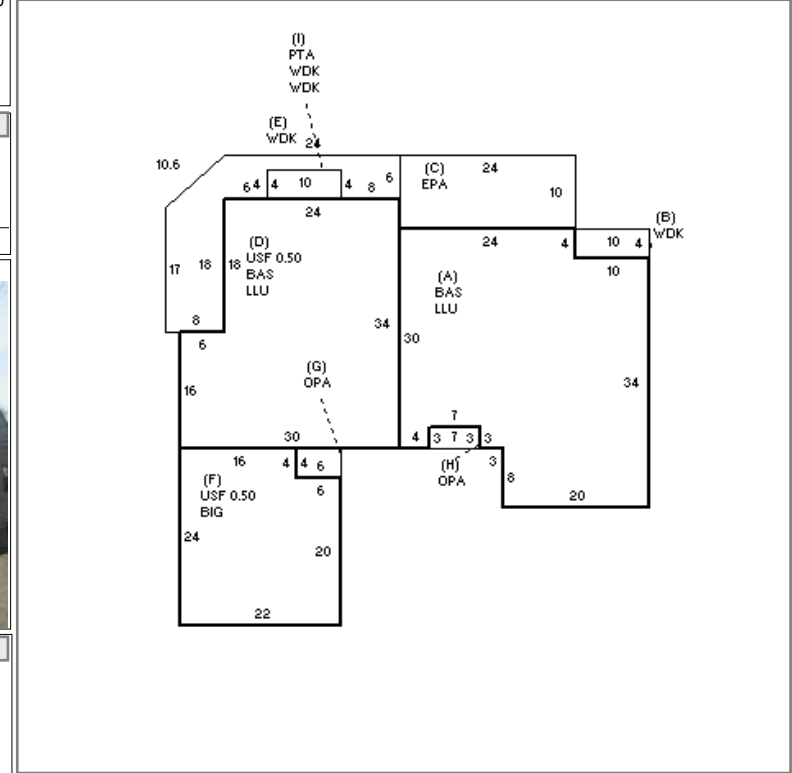 (I)
PTA
WDK
WDK
(E)
WDK
24
10.6
6 4 4 10 4 8 6
24
(C)
EPA
24
10
(B)
WDK
10 4
4
10
24
(D)
USF 0.50
BAS
LLU
17 18 18
(A)
BAS
LLU
34
30
34
8
6
16
(G)
OPA
30
7
4 3 7 3 3
(H)
OPA
3
8
20
16
4 4 6
6
(F)
USF 0.50
BIG
24
20
22